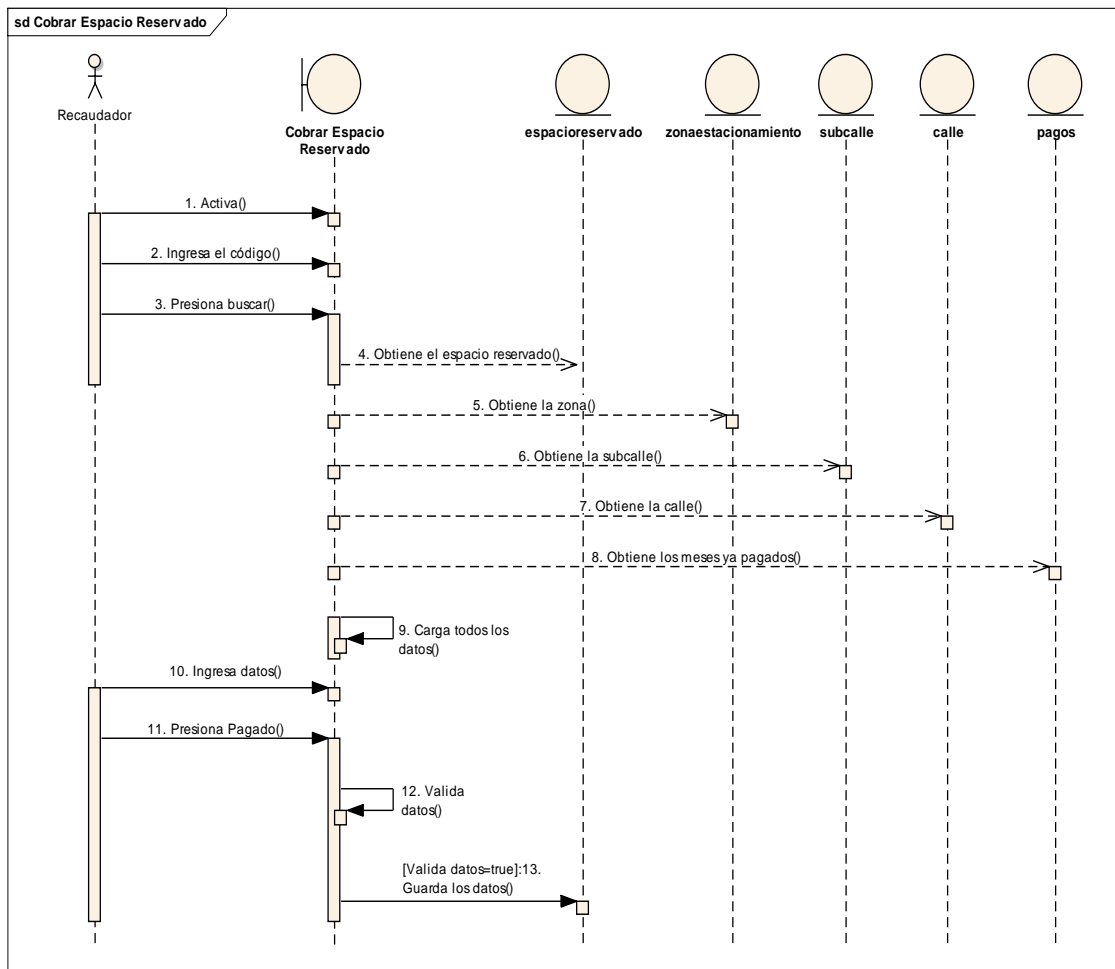 sd Cobrar Espacio Reservado
Recaudador
Cobrar Espacio
Reservado
espacioreservado
zonaestacionamiento
subcalle
calle
pagos
1. Activa()
2. Ingresa el código()
3. Presiona buscar()
4. Obtiene el espacio reservado()
5. Obtiene la zona()
6. Obtiene la subcalle()
7. Obtiene la calle()
8. Obtiene los meses ya pagados()
9. Carga todos los
datos()
10. Ingresa datos()
11. Presiona Pagado()
12. Valida
datos()
[Valida datos=true]:13.
Guarda los datos()